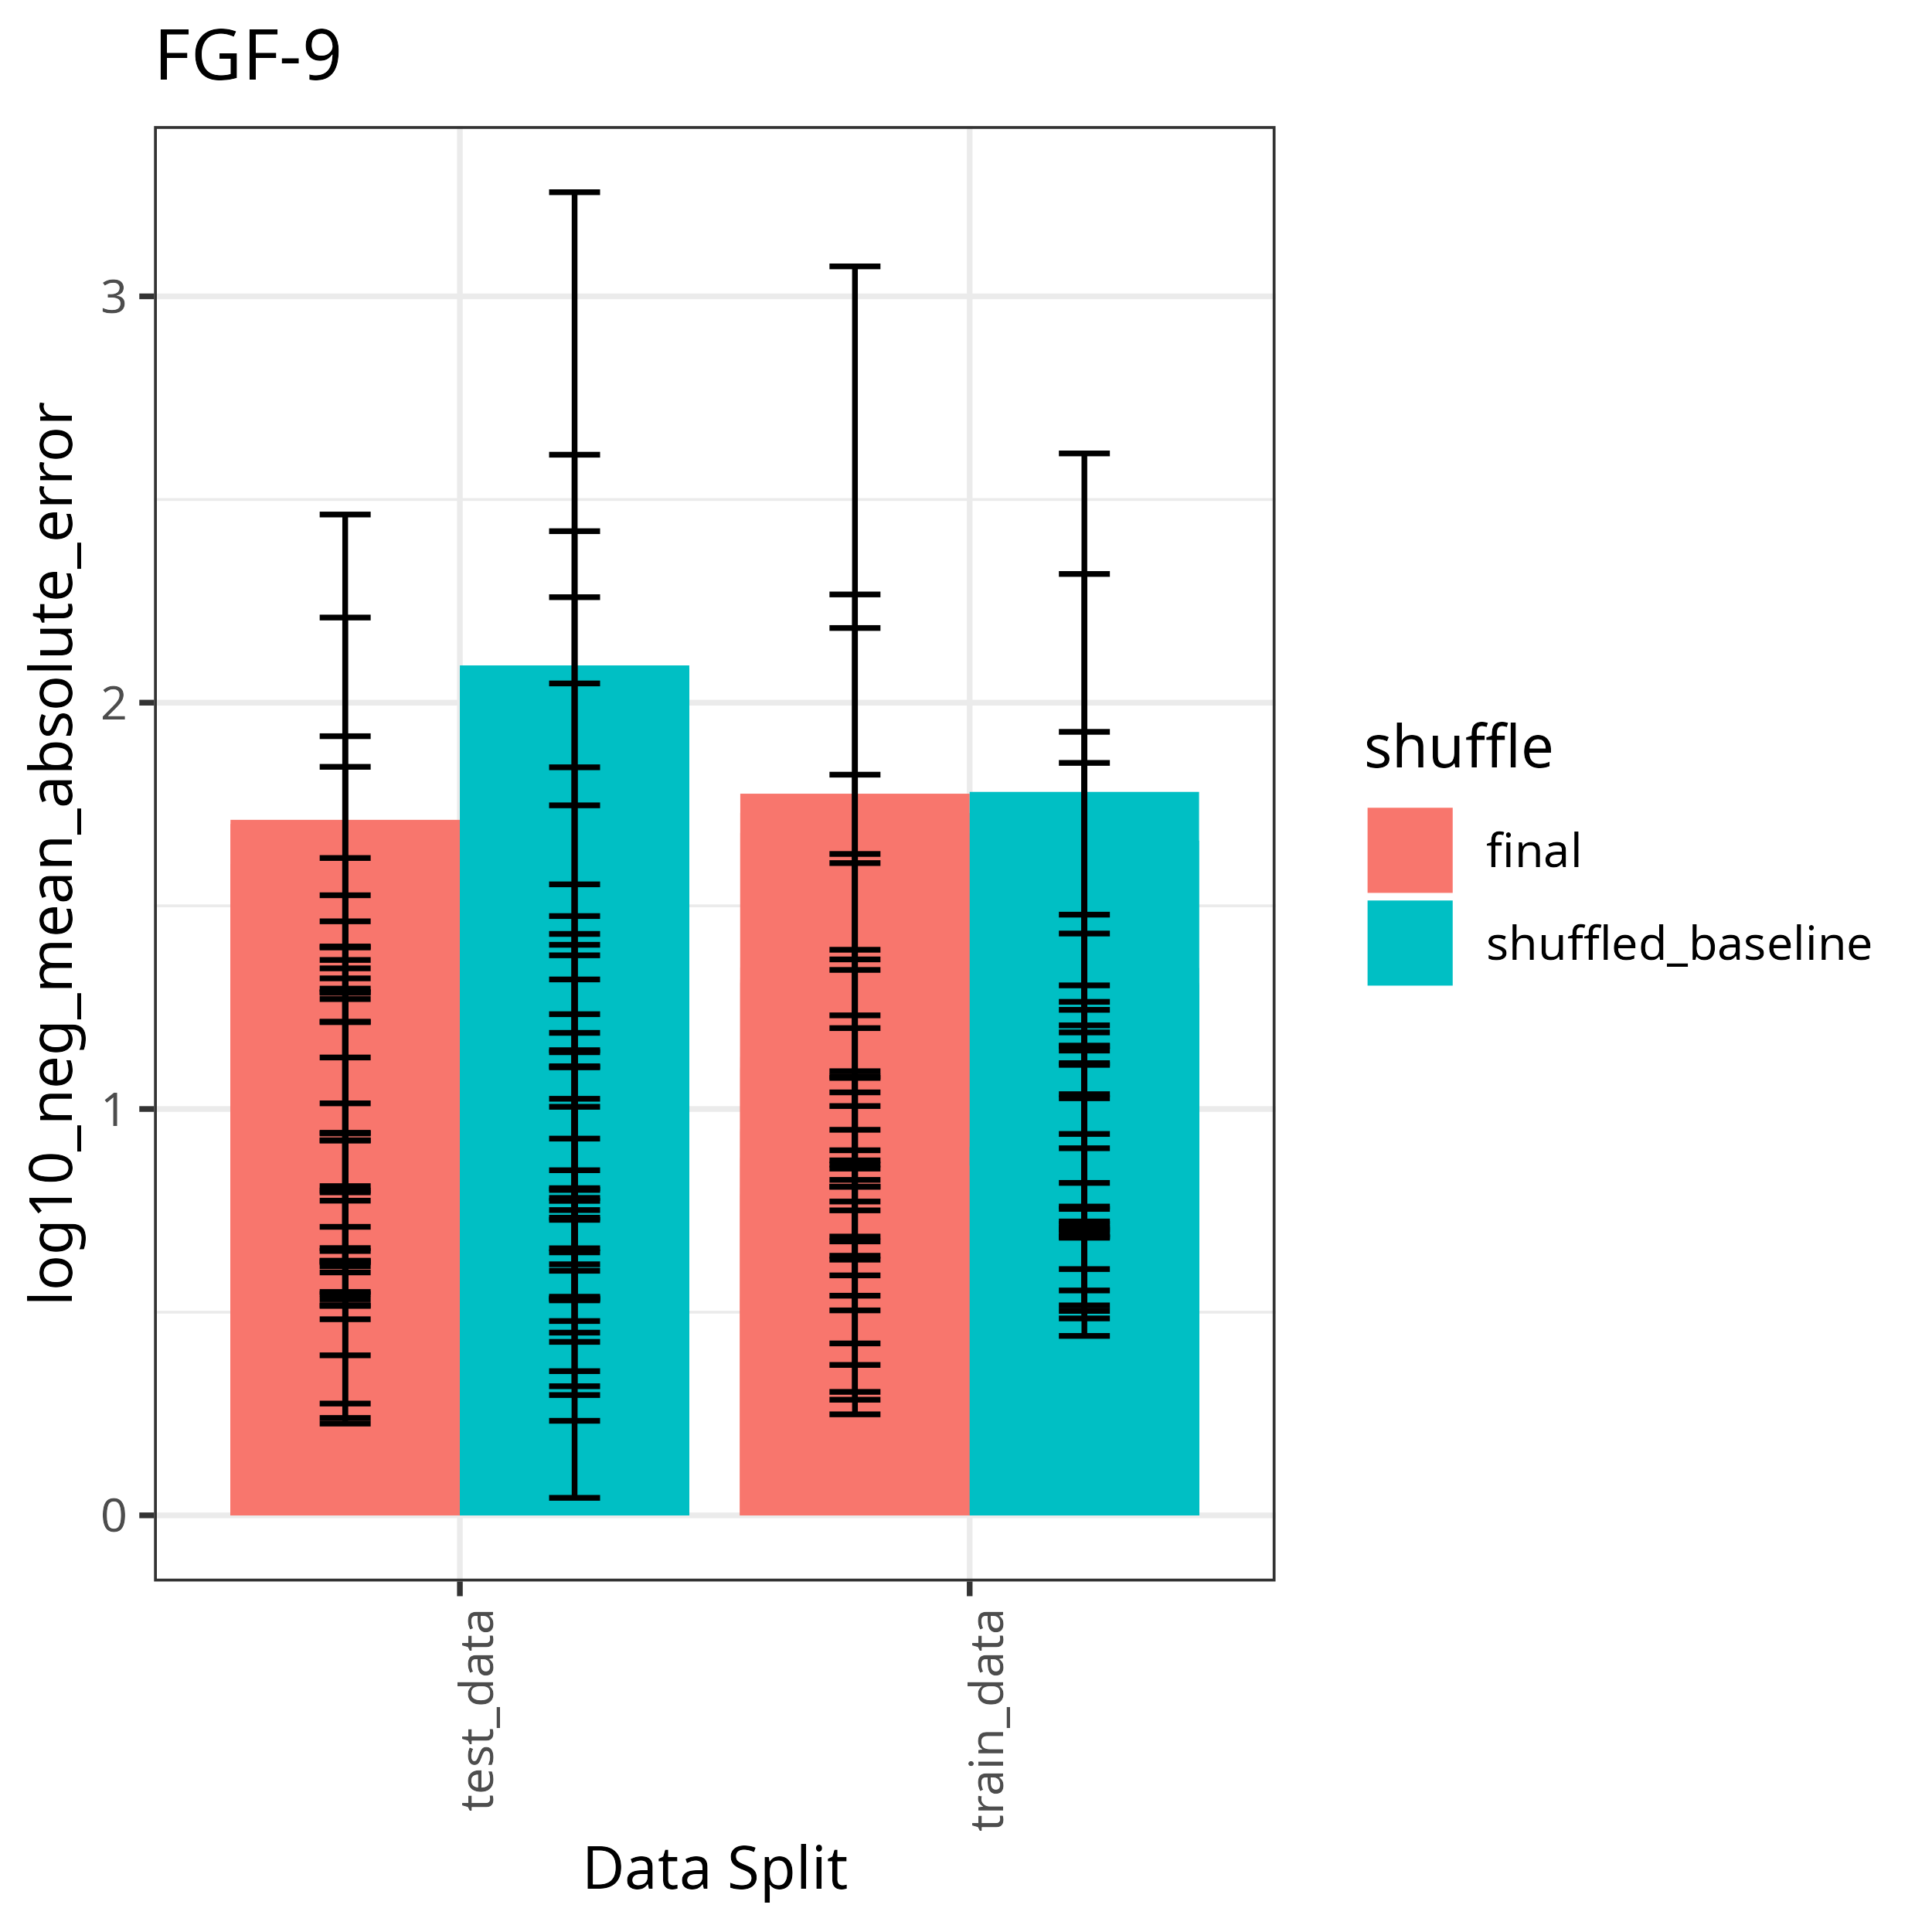 FGF-9
log10_neg_mean_absolute_error
3
2
1
0
test_data
train_data
Data Split
shuffle
final
shuffled_baseline